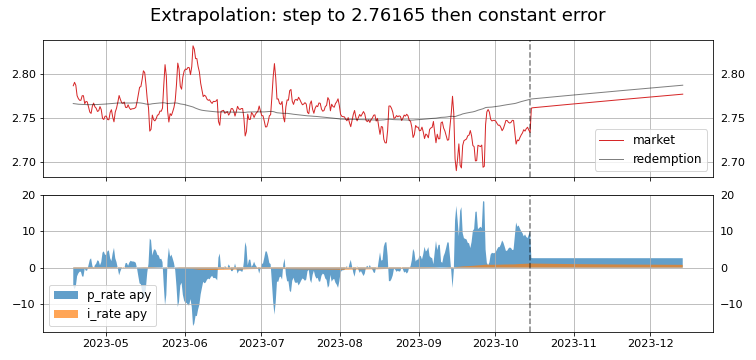 Extrapolation: step to 2.76165 then constant error
2.80 2.80
2.75 2.75
2.70 2.70
market
redemption
20 20
10 10
0 0
−10 −10
p_rate apy
i_rate apy
2023-05 2023-06 2023-07 2023-08 2023-09 2023-10 2023-11 2023-12